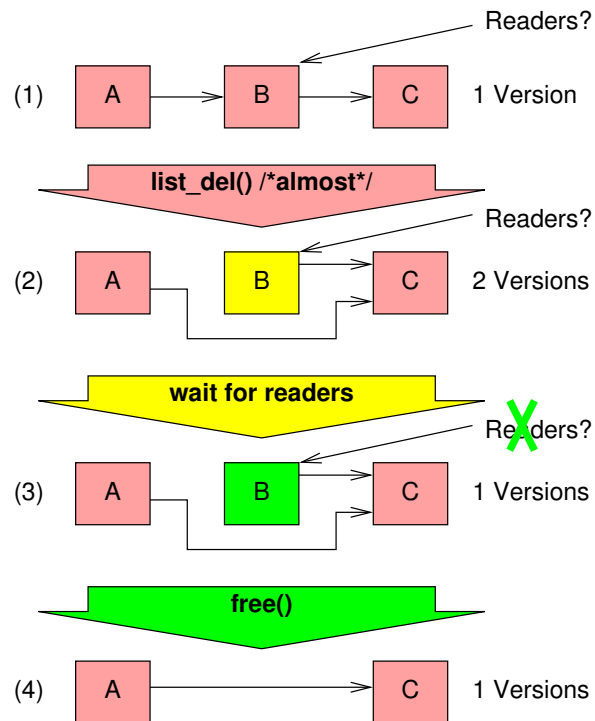 Readers?
(1) A B C 1 Version
list_del() /*almost*/
Readers?
(2) A B C 2 Versions
wait for readers
Readers?
(3) A B C 1 Versions
free()
(4) A C 1 Versions